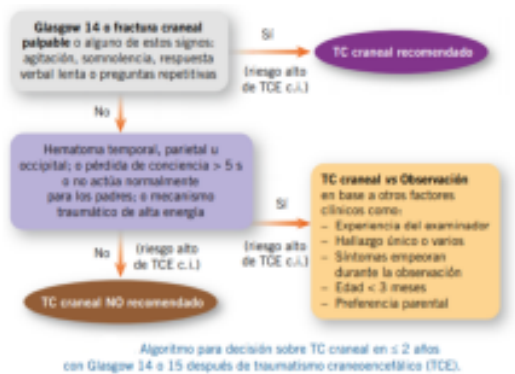 Glasgow 14 o fractura craneal
palpable o alguno de estos signos:
agitación, somnolencia, respuesta
verbal lenta o preguntas repetitivas
Sí
(riesgo alto
de TCE c.i.)
TC craneal recomendado
No
Hematoma temporal, parietal u
occipital; o pérdida de conciencia > 5 s
o no actúa normalmente
para los padres; o mecanismo
traumático de alta energía
Sí
(riesgo alto
de TCE c.i.)
TC craneal vs Observación
en base a otros factores
clínicos como:
– Experiencia del examinador
– Hallazgo único o varios
– Síntomas empeoran
durante la observación
– Edad < 3 meses
– Preferencia parental
No
(riesgo alto
de TCE c.i.)
TC craneal NO recomendado
Algoritmo para decisión sobre TC craneal en ≤ 2 años
con Glasgow 14 o 15 después de traumatismo craneoencefálico (TCE).